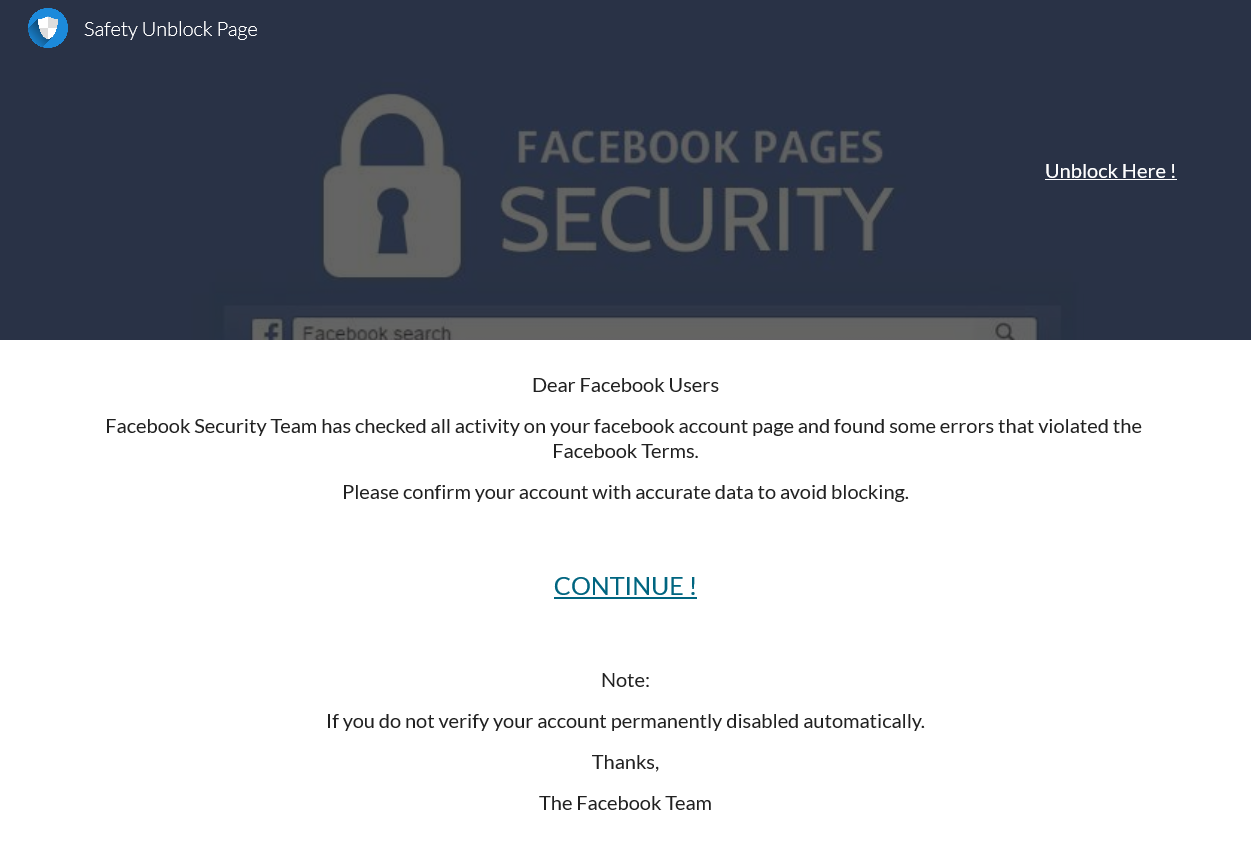 Safety Unblock Page
FACEBOOK PAGES
SECURITY
Unblock Here !
Facebook search
Dear Facebook Users
Facebook Security Team has checked all activity on your facebook account page and found some errors that violated the
Facebook Terms.
Please confirm your account with accurate data to avoid blocking.
CONTINUE !
Note:
If you do not verify your account permanently disabled automatically.
Thanks,
The Facebook Team